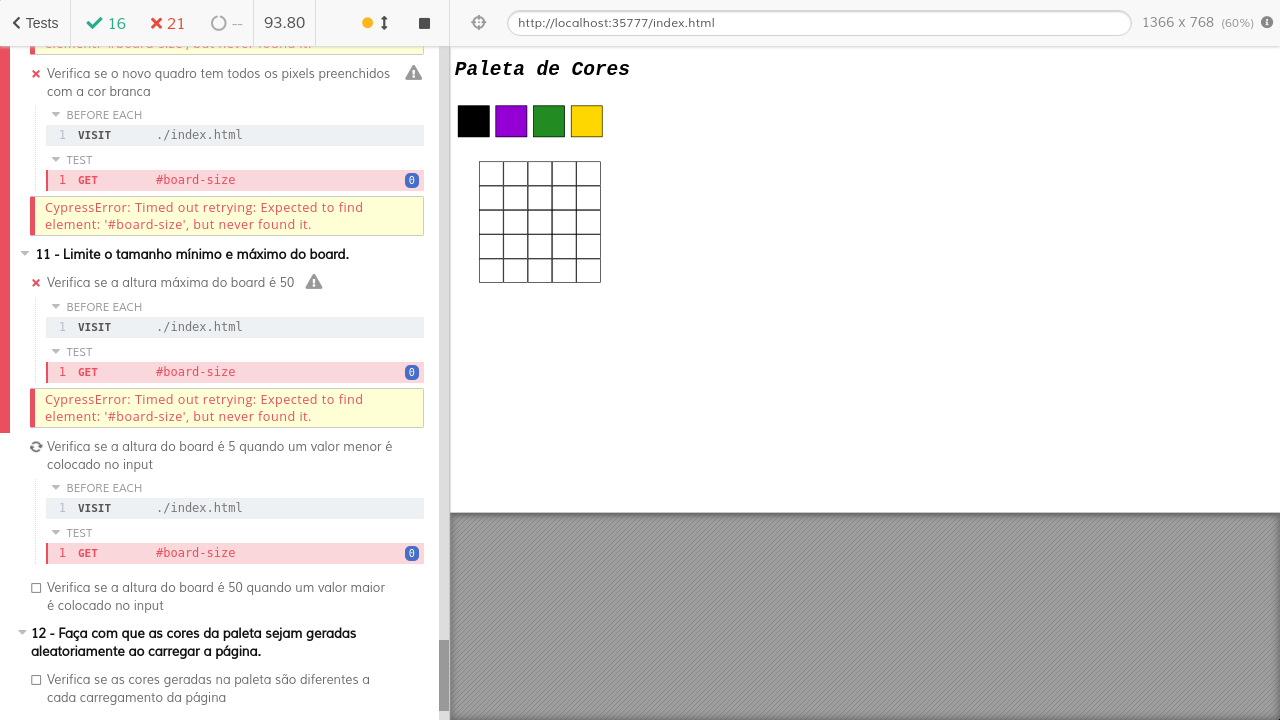 Tests 16 21 -- 93.80
http://localhost:35777/index.html 1366 x 768 (60%)
element: '#board-size', but never found it.
Verifica se o novo quadro tem todos os pixels preenchidos
com a cor branca
BEFORE EACH
1 VISIT ./index.html
TEST
1 GET #board-size 0
CypressError: Timed out retrying: Expected to find
element: '#board-size', but never found it.
11 - Limite o tamanho mínimo e máximo do board.
Verifica se a altura máxima do board é 50
BEFORE EACH
1 VISIT ./index.html
TEST
1 GET #board-size 0
CypressError: Timed out retrying: Expected to find
element: '#board-size', but never found it.
Verifica se a altura do board é 5 quando um valor menor é
colocado no input
BEFORE EACH
1 VISIT ./index.html
TEST
1 GET #board-size 0
Verifica se a altura do board é 50 quando um valor maior
é colocado no input
12 - Faça com que as cores da paleta sejam geradas
aleatoriamente ao carregar a página.
Verifica se as cores geradas na paleta são diferentes a
cada carregamento da página
Paleta de Cores